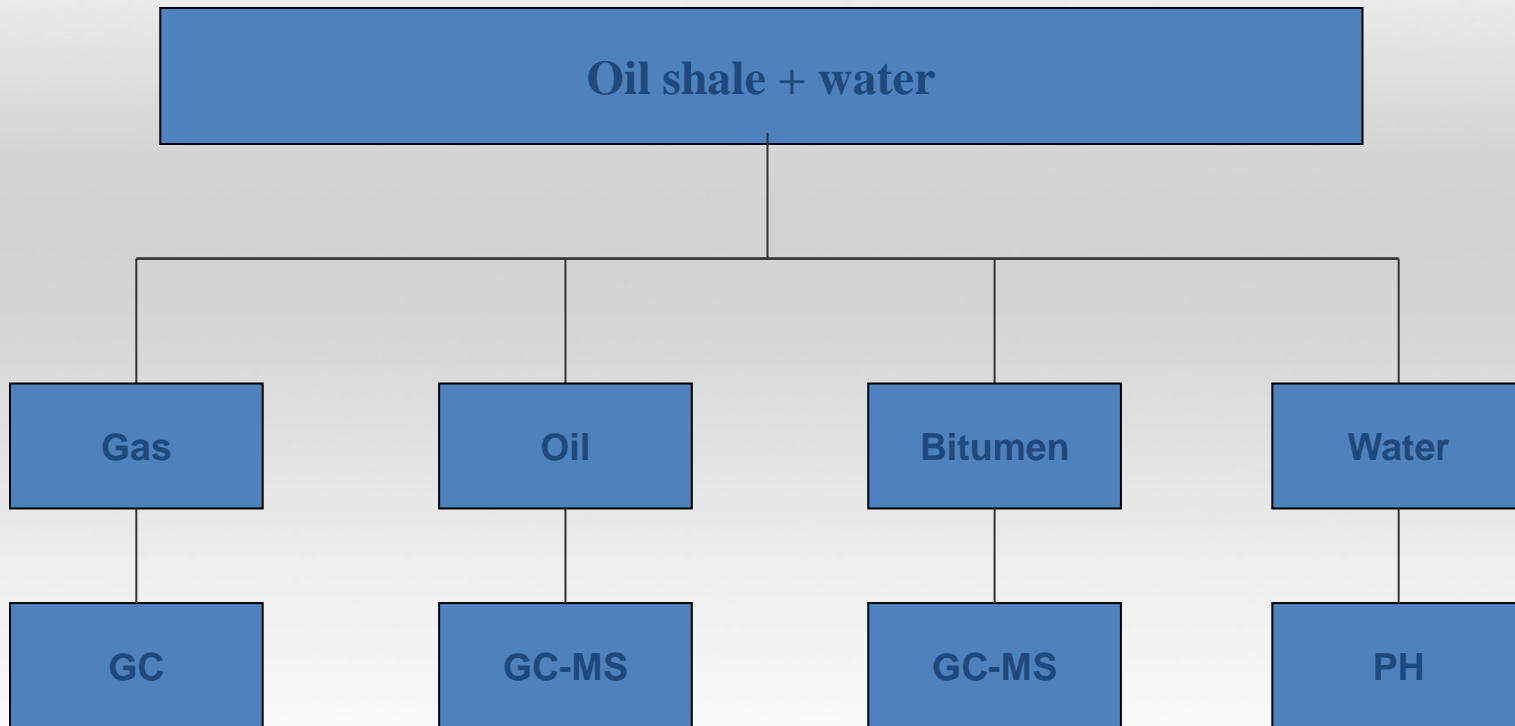 Oil shale + water
Gas
Oil
Bitumen
Water
GC
GC-MS
GC-MS
PH